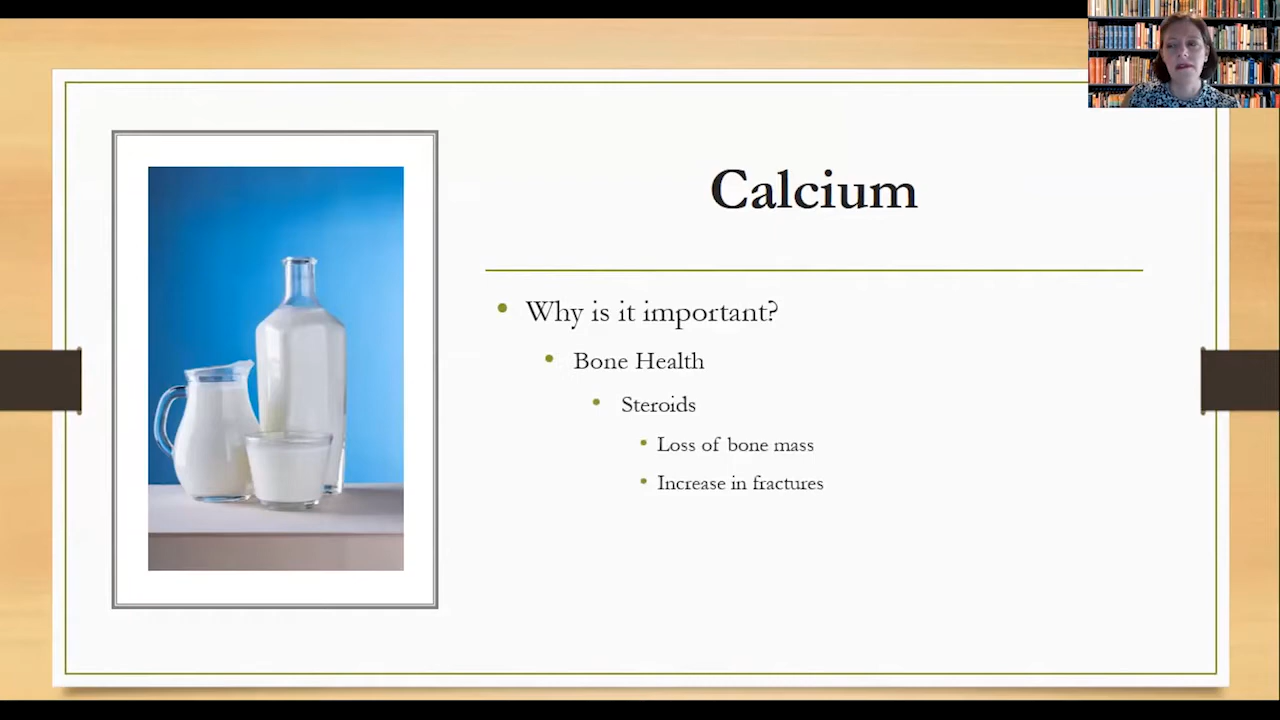 Calcium
Why is it important?
Bone Health
Steroids
Loss of bone mass
Increase in fractures